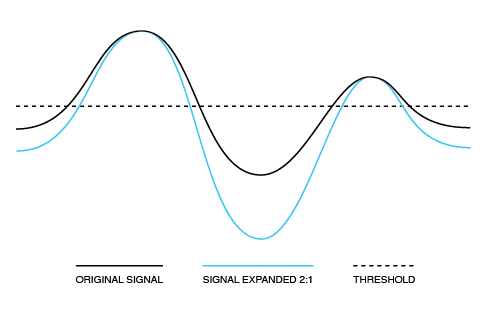 ORIGINAL SIGNAL
SIGNAL EXPANDED 2:1
THRESHOLD